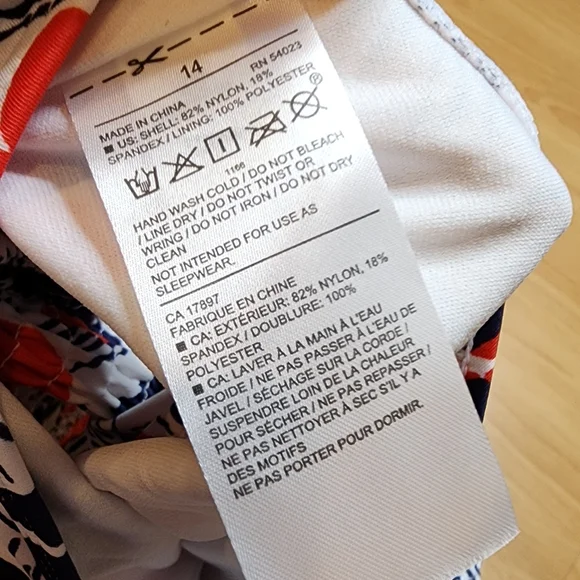 14
RN 54023
MADE IN CHINA
■ US: SHELL: 82% NYLON, 18%
SPANDEX / LINING: 100% POLYESTER
®
1166
HAND WASH COLD / DO NOT BLEACH
/ LINE DRY / DO NOT TWIST OR
WRING / DO NOT IRON / DO NOT DRY
CLEAN
NOT INTENDED FOR USE AS
SLEEPWEAR.
CA 17897
FABRIQUE EN CHINE
■ CA: EXTÉRIEUR: 82% NYLON, 18%
SPANDEX / DOUBLURE: 100%
POLYESTER
■ CA: LAVER À LA MAIN À L'EAU
FROIDE / NE PAS PASSER À L'EAU DE
JAVEL / SÉCHAGE SUR LA CORDE /
SUSPENDRE LOIN DE LA CHALEUR
POUR SÉCHER / NE PAS REPASSER /
NE PAS NETTOYER À SEC S'IL Y A
DES MOTIFS
NE PAS PORTER POUR DORMIR.